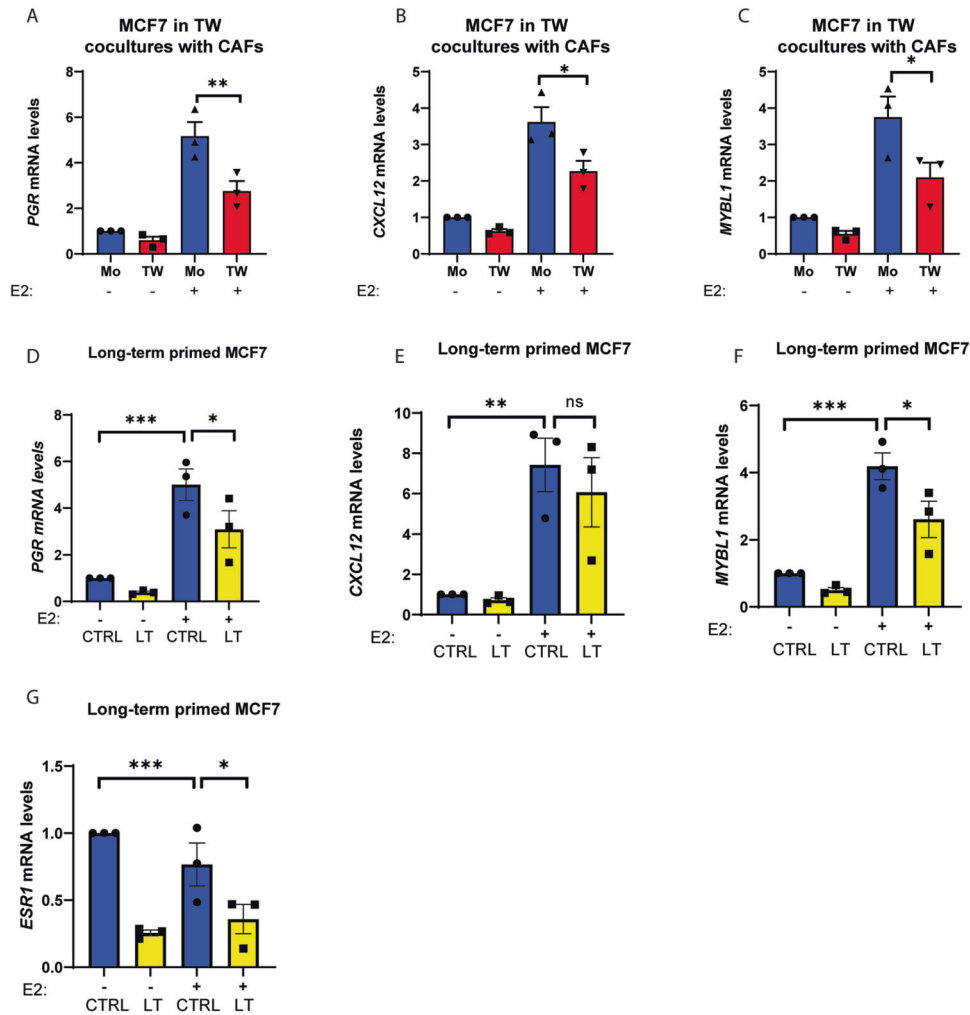 A
MCF7 in TW
cocultures with CAFs
PGR mRNA levels
8
6
4
2
0
**
Mo TW Mo TW
E2: - - + +
B
MCF7 in TW
cocultures with CAFs
CXCL12 mRNA levels
5
4
3
2
1
0
*
Mo TW Mo TW
E2: - - + +
C
MCF7 in TW
cocultures with CAFs
MYBL1 mRNA levels
5
4
3
2
1
0
*
Mo TW Mo TW
E2: - - + +
D
Long-term primed MCF7
PGR mRNA levels
8
6
4
2
0
*** *
E2: - - + +
CTRL LT CTRL LT
E
Long-term primed MCF7
CXCL12 mRNA levels
10
8
6
4
2
0
** ns
E2: - - + +
CTRL LT CTRL LT
F
Long-term primed MCF7
MYBL1 mRNA levels
6
4
2
0
*** *
E2: - - + +
CTRL LT CTRL LT
G
Long-term primed MCF7
ESR1 mRNA levels
1.5
1.0
0.5
0.0
*** *
E2: - - + +
CTRL LT CTRL LT